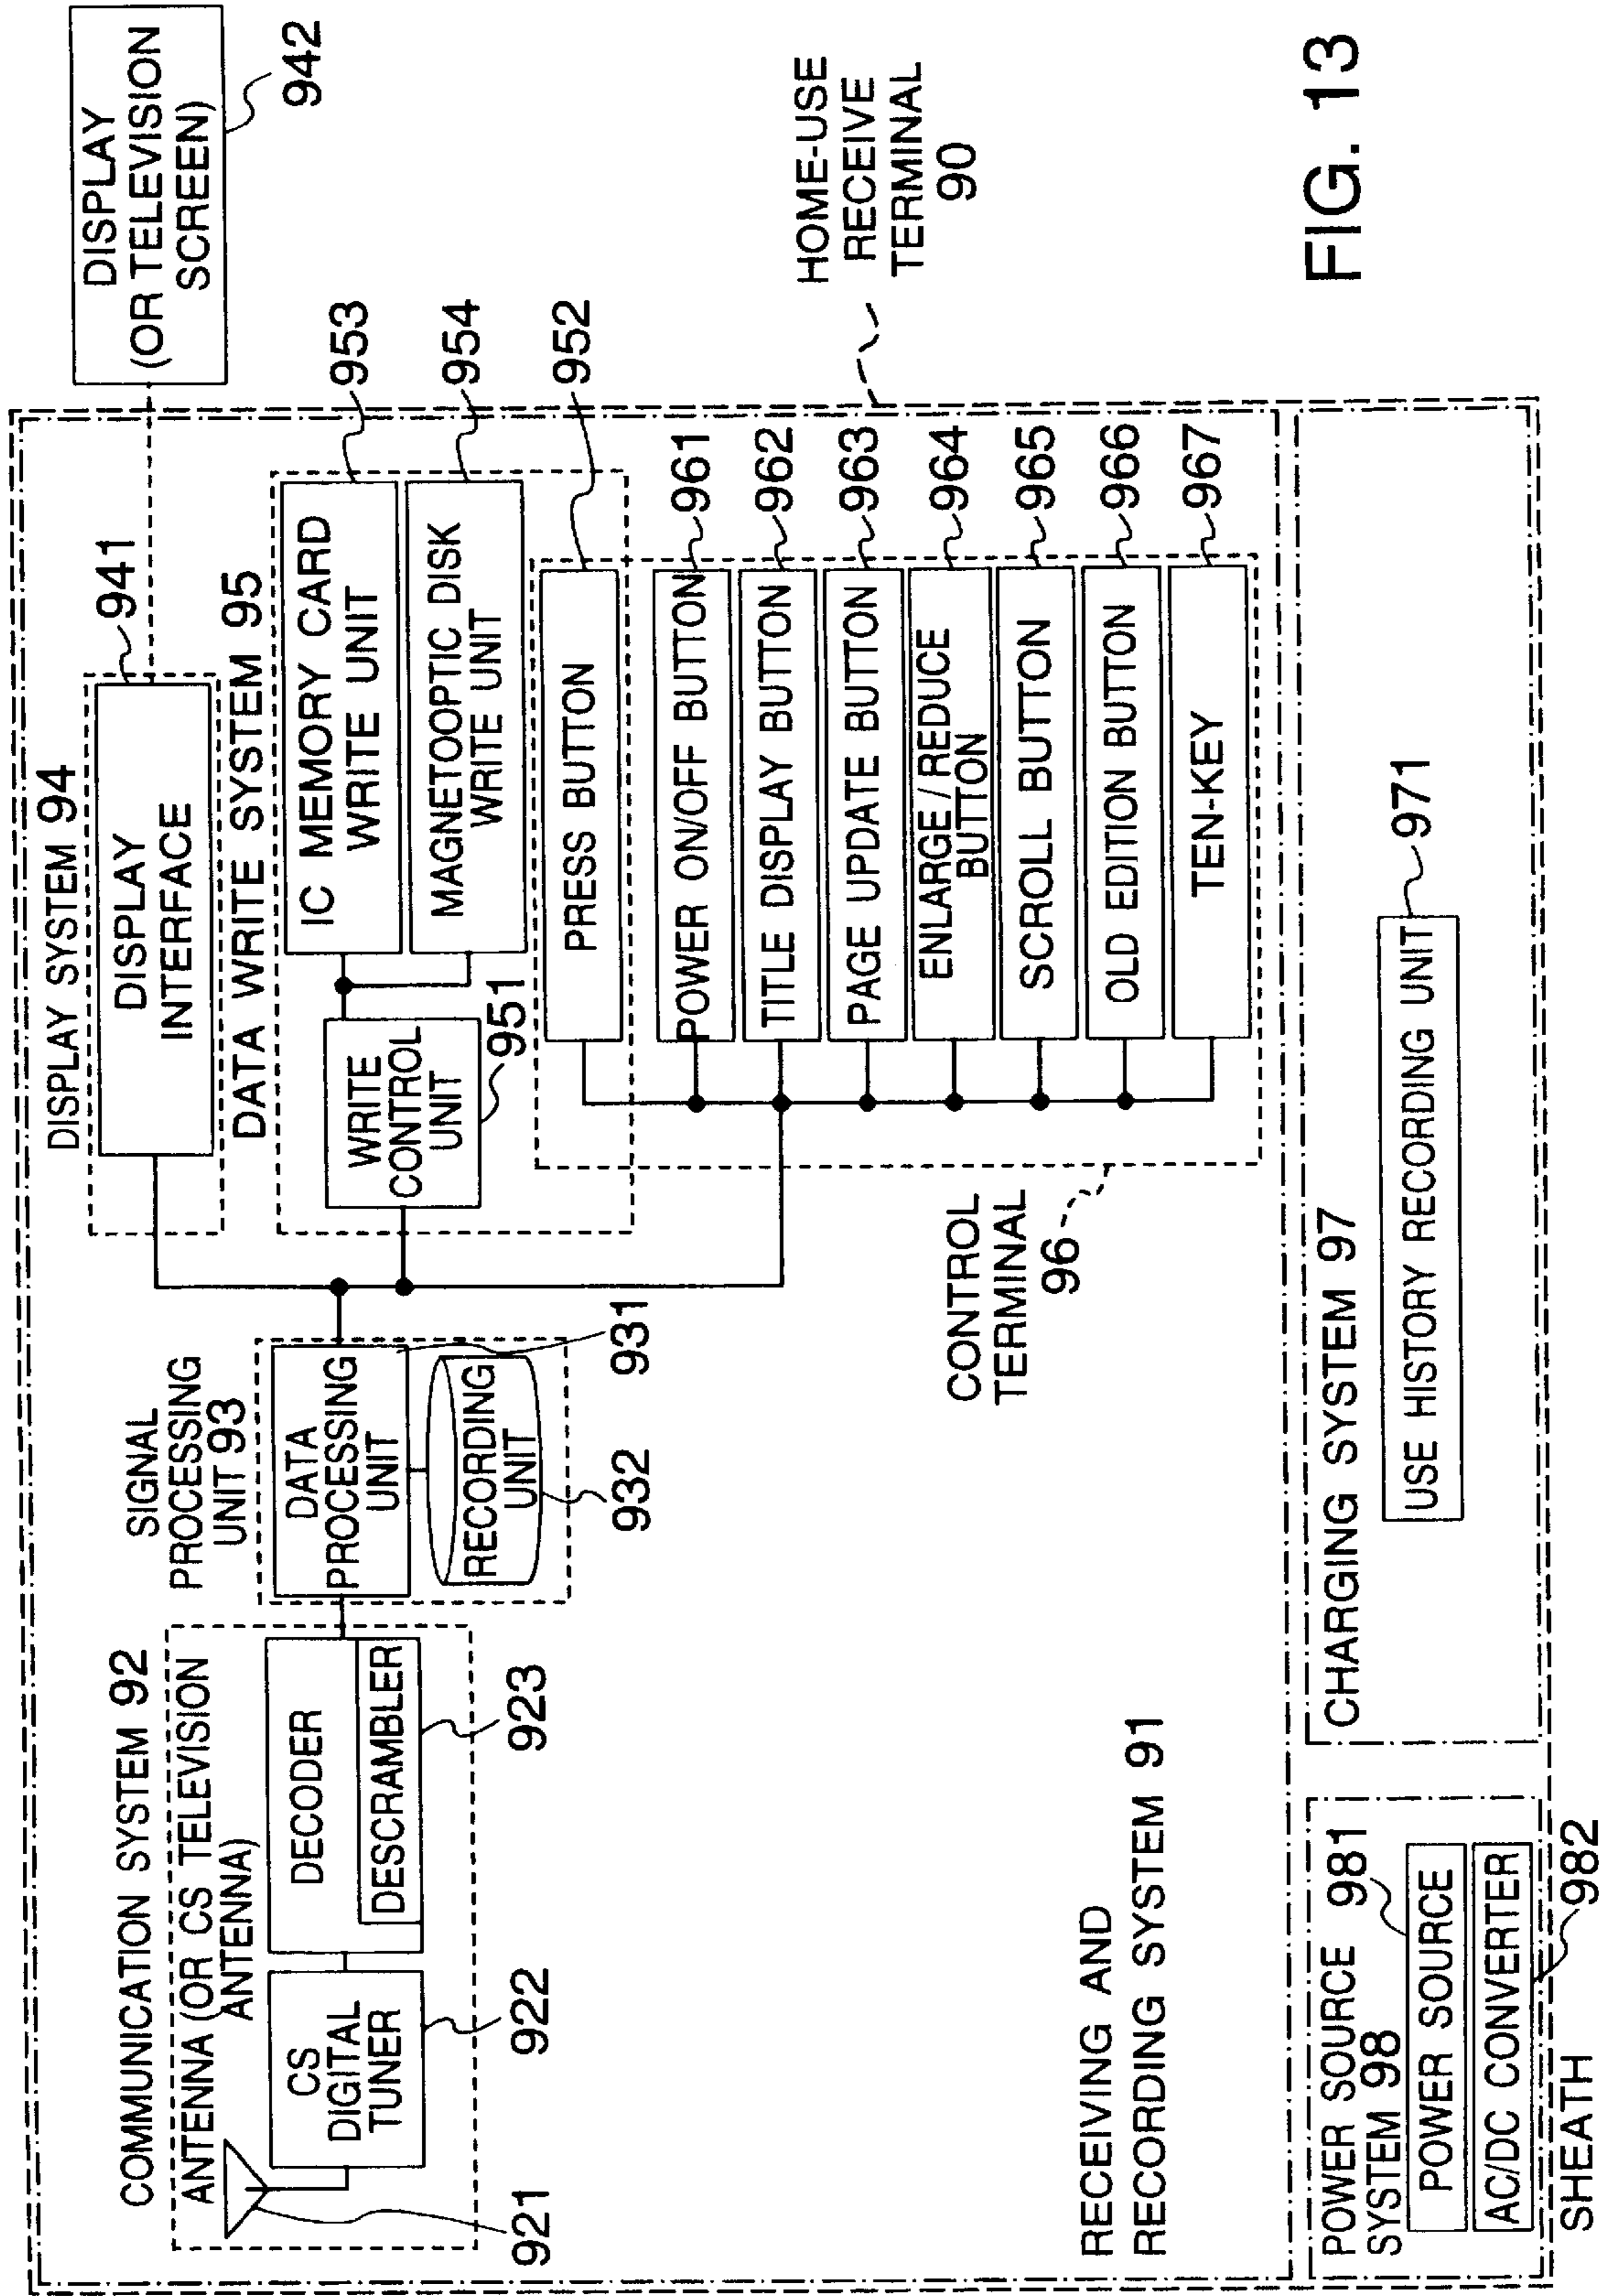 DISPLAY
(OR TELEVISION
SCREEN)
942
DISPLAY SYSTEM 94
941
DISPLAY
INTERFACE
DATA WRITE SYSTEM 95
IC MEMORY CARD
WRITE UNIT
953
MAGNETOOPTIC DISK
WRITE UNIT
954
WRITE
CONTROL
UNIT
951
PRESS BUTTON
952
POWER ON/OFF BUTTON
961
TITLE DISPLAY BUTTON
962
PAGE UPDATE BUTTON
963
ENLARGE/REDUCE
BUTTON
964
SCROLL BUTTON
965
OLD EDITION BUTTON
966
TEN-KEY
967
CONTROL
TERMINAL
96
HOME-USE
RECEIVE
TERMINAL
90
SIGNAL
PROCESSING
UNIT 93
DATA
PROCESSING
UNIT
931
RECORDING
UNIT
932
COMMUNICATION SYSTEM 92
ANTENNA (OR CS TELEVISION
ANTENNA)
921
CS
DIGITAL
TUNER
922
DECODER
DESCRAMBLER
923
RECEIVING AND
RECORDING SYSTEM 91
CHARGING SYSTEM 97
USE HISTORY RECORDING UNIT
971
POWER SOURCE
SYSTEM 98
981
POWER SOURCE
AC/DC CONVERTER
982
SHEATH
FIG. 13